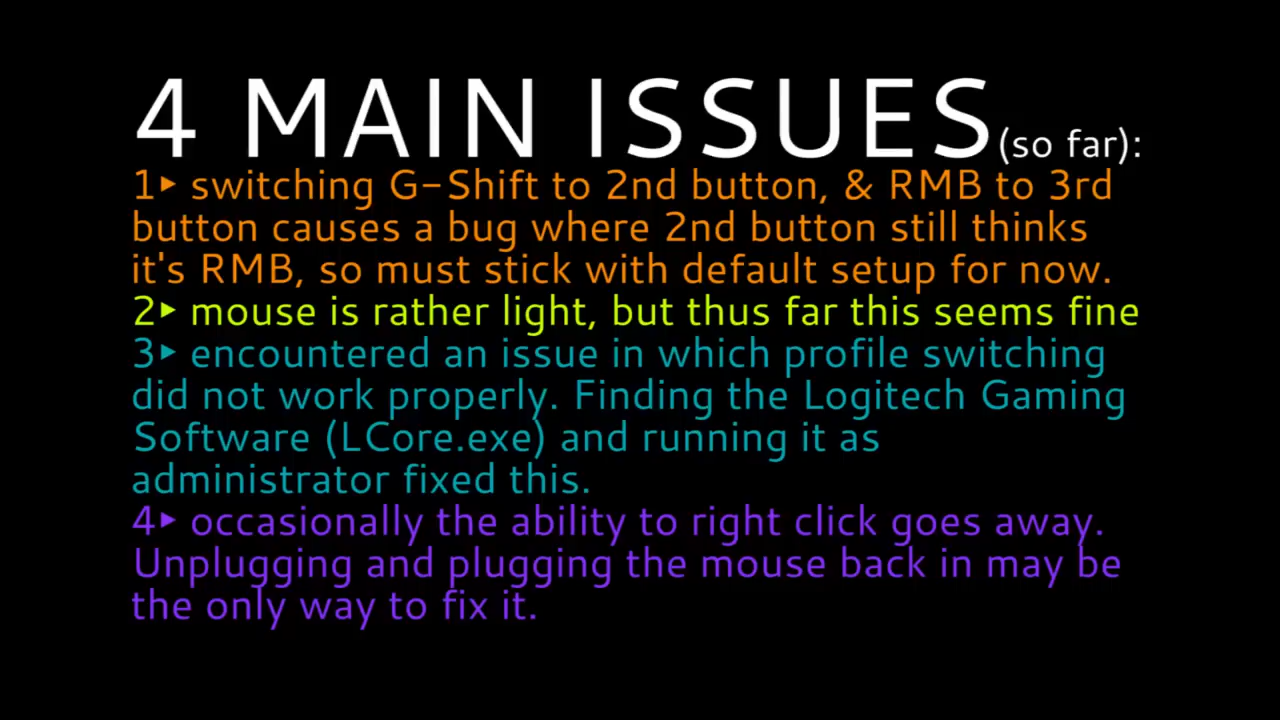 4 MAIN ISSUES(so far):
1▸ switching G-Shift to 2nd button, & RMB to 3rd
button causes a bug where 2nd button still thinks
it's RMB, so must stick with default setup for now.
2▸ mouse is rather light, but thus far this seems fine
3▸ encountered an issue in which profile switching
did not work properly. Finding the Logitech Gaming
Software (LCore.exe) and running it as
administrator fixed this.
4▸ occasionally the ability to right click goes away.
Unplugging and plugging the mouse back in may be
the only way to fix it.